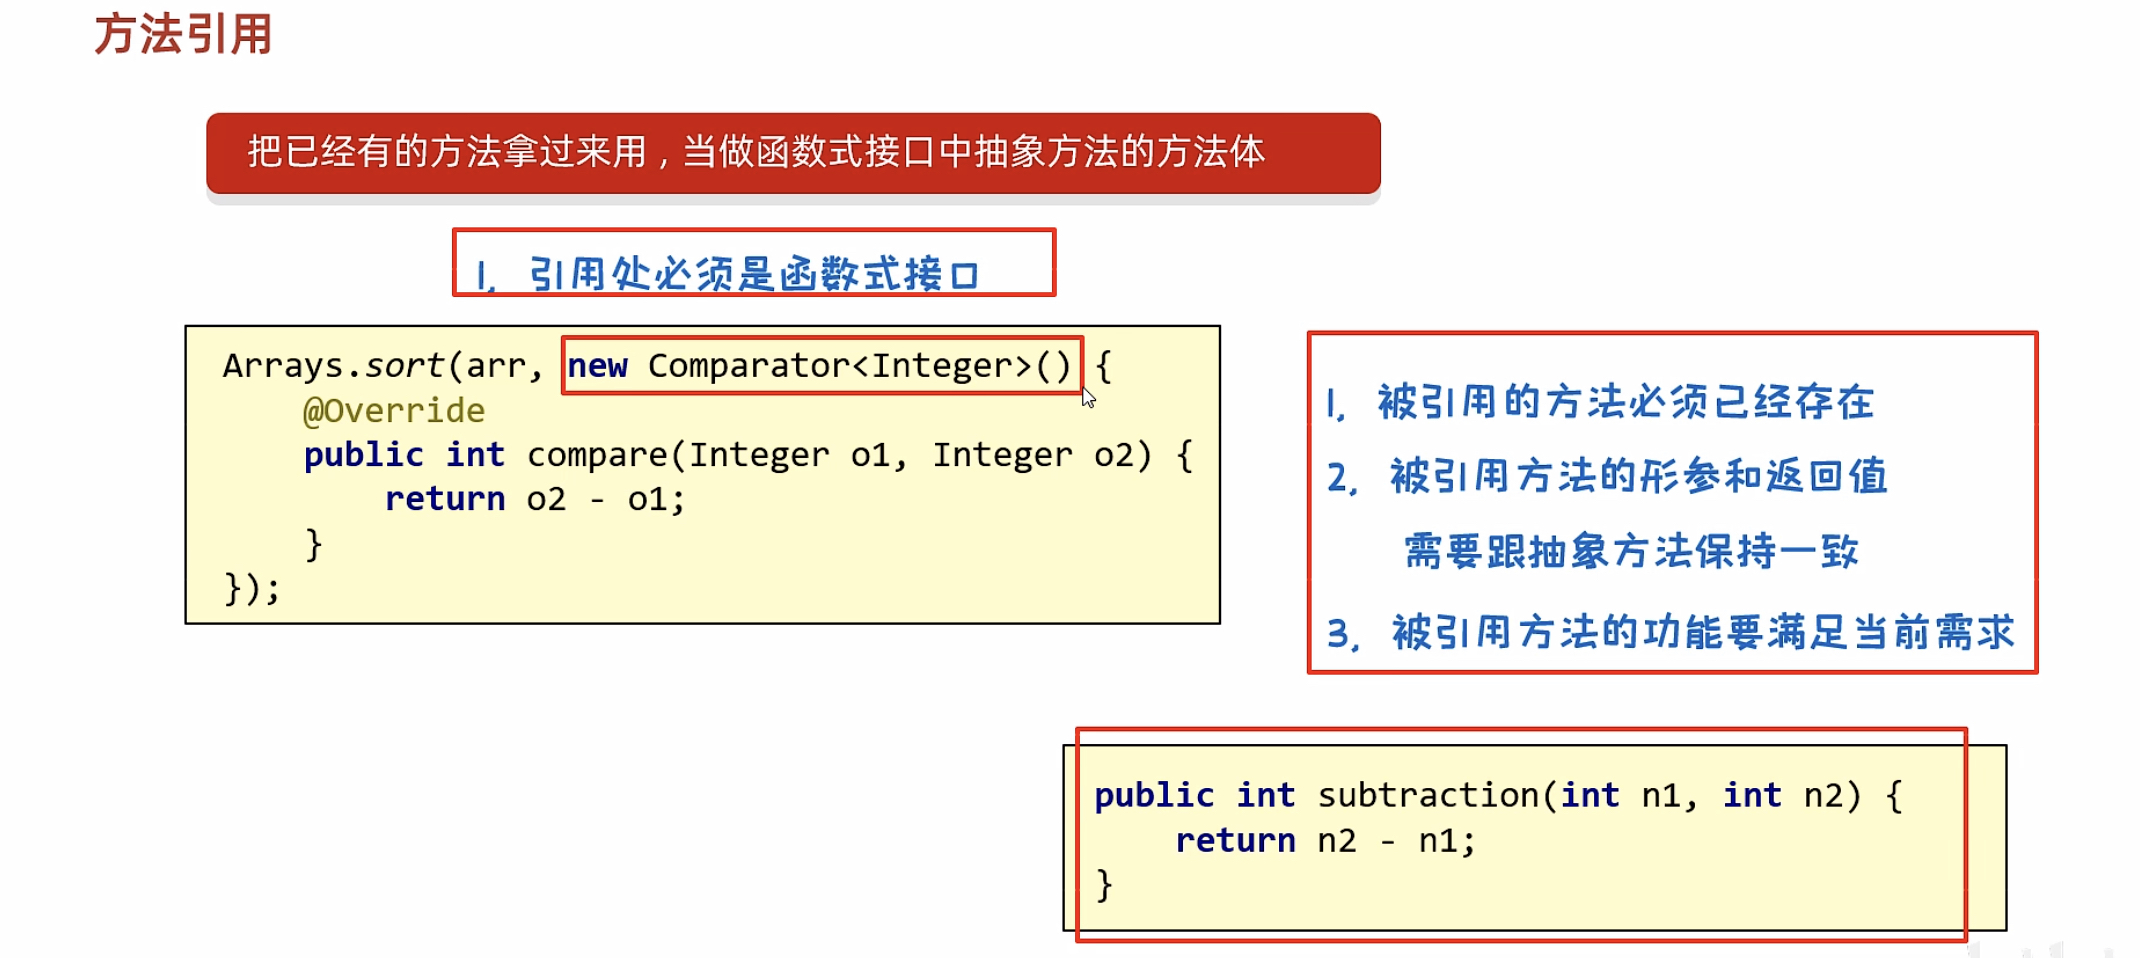 方法引用
把已经有的方法拿过来用，当做函数式接口中抽象方法的方法体
1, 引用处必须是函数式接口
Arrays.sort(arr, new Comparator<Integer>() {
@Override
public int compare(Integer o1, Integer o2) {
return o2 - o1;
}
});
1, 被引用的方法必须已经存在
2, 被引用方法的形参和返回值
需要跟抽象方法保持一致
3, 被引用方法的功能要满足当前需求
public int subtraction(int n1, int n2) {
return n2 - n1;
}